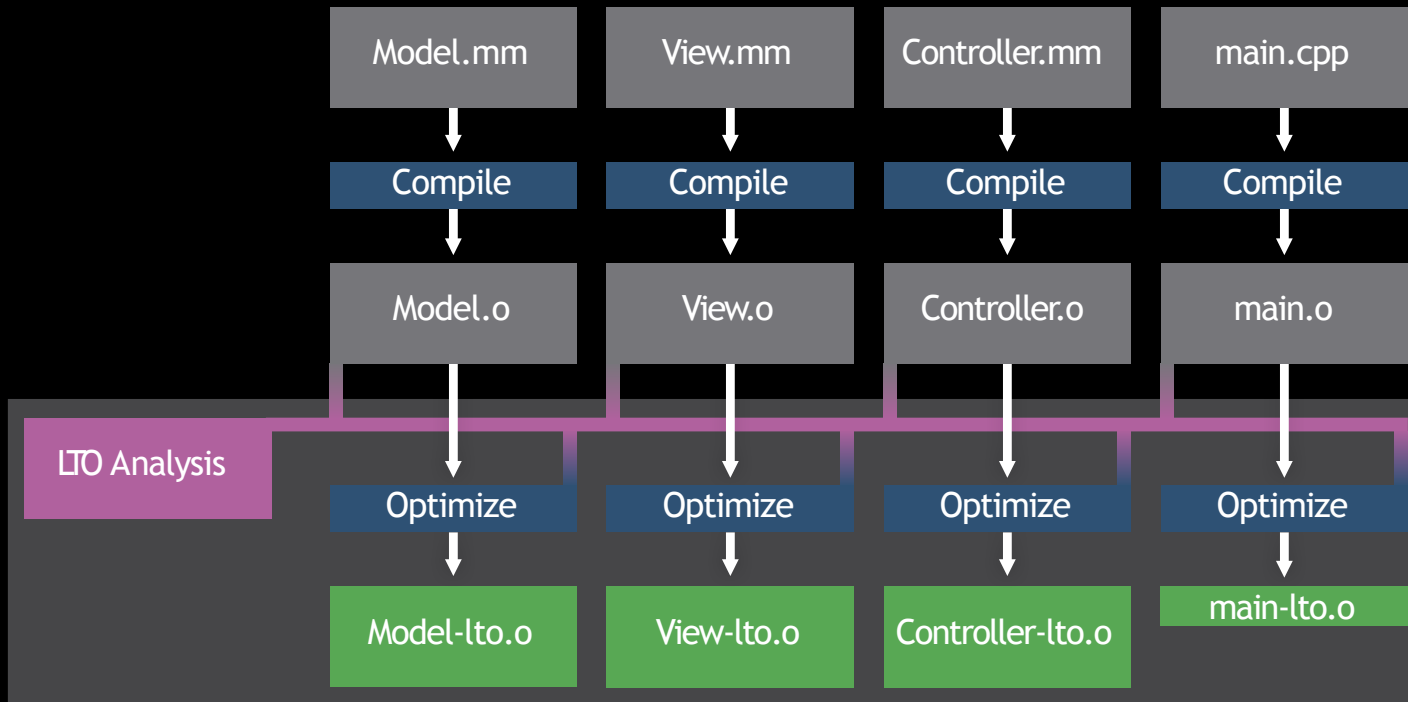 Model.mm
View.mm
Controller.mm
main.cpp
Compile
Compile
Compile
Compile
Model.o
View.o
Controller.o
main.o
LTO Analysis
Optimize
Optimize
Optimize
Optimize
Model-lto.o
View-lto.o
Controller-lto.o
main-lto.o